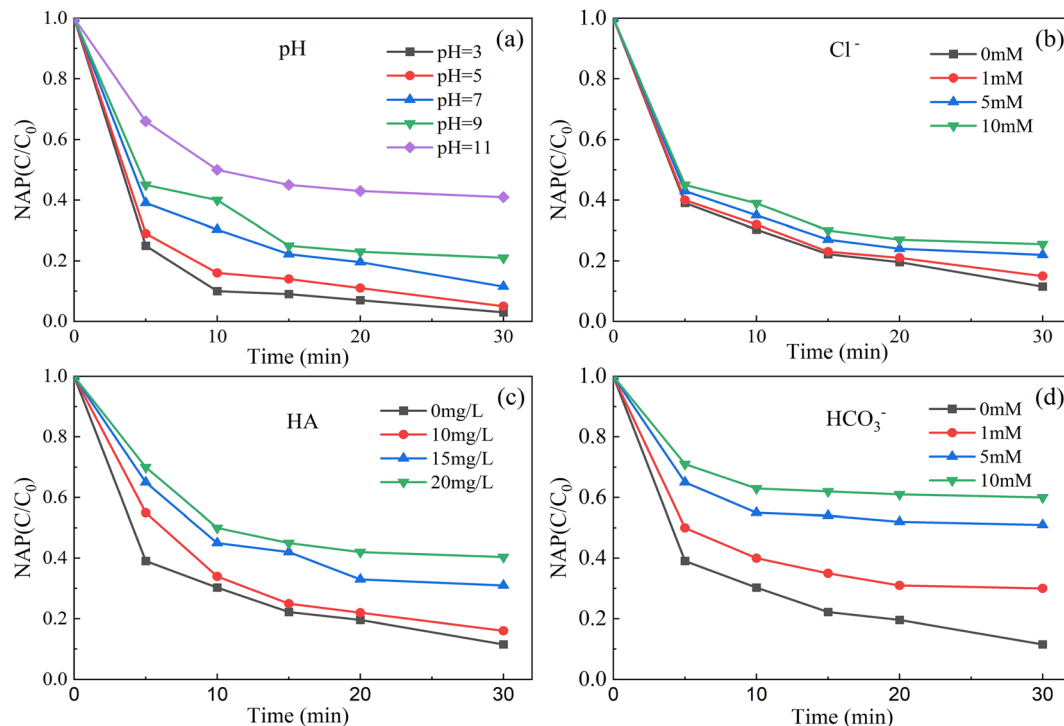 (a)
pH
pH=3
pH=5
pH=7
pH=9
pH=11
NAP(C/C₀)
1.0
0.8
0.6
0.4
0.2
0.0
0
10
20
30
Time (min)
(b)
Cl⁻
0mM
1mM
5mM
10mM
NAP(C/C₀)
1.0
0.8
0.6
0.4
0.2
0.0
0
10
20
30
Time (min)
(c)
HA
0mg/L
10mg/L
15mg/L
20mg/L
NAP(C/C₀)
1.0
0.8
0.6
0.4
0.2
0.0
0
10
20
30
Time (min)
(d)
HCO₃⁻
0mM
1mM
5mM
10mM
NAP(C/C₀)
1.0
0.8
0.6
0.4
0.2
0.0
0
10
20
30
Time (min)